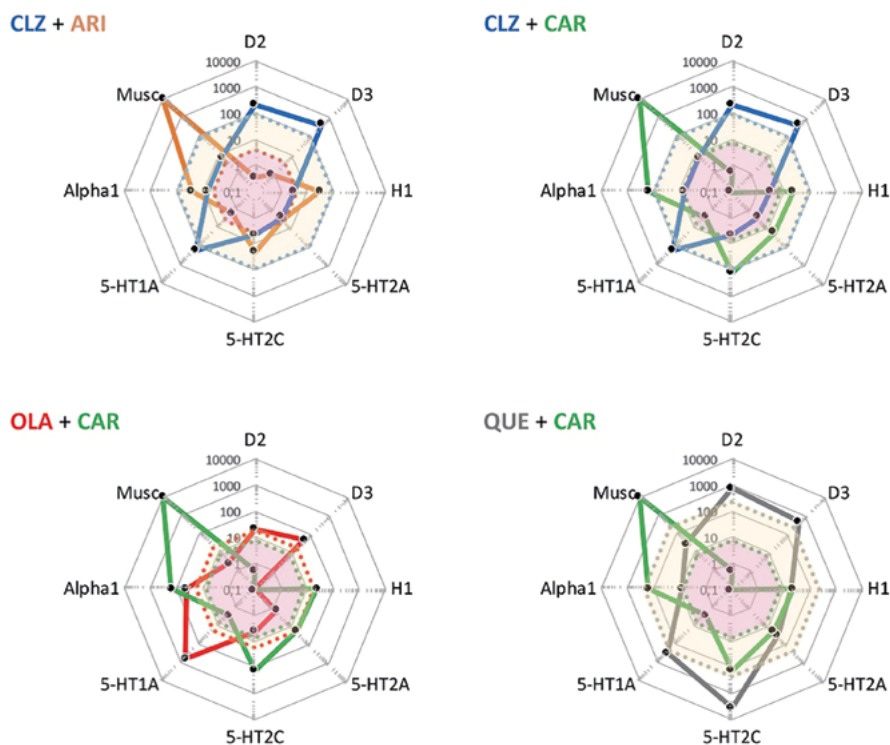 CLZ + ARI
D2
10000
1000
100
10
0,1
D3
H1
5-HT2A
5-HT2C
5-HT1A
Alpha1
Musc
CLZ + CAR
D2
10000
1000
100
10
0,1
D3
H1
5-HT2A
5-HT2C
5-HT1A
Alpha1
Musc
OLA + CAR
D2
10000
1000
100
10
D3
H1
5-HT2A
5-HT2C
5-HT1A
Alpha1
Musc
QUE + CAR
D2
10000
1000
100
10
D3
H1
5-HT2A
5-HT2C
5-HT1A
Alpha1
Musc